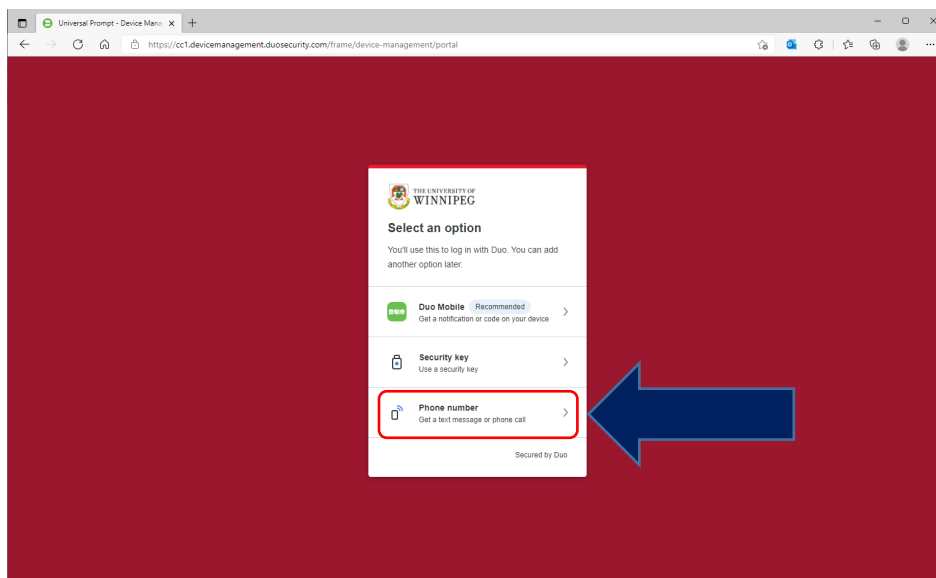 Universal Prompt - Device Mana
https://cc1.devicemanagement.duosecurity.com/frame/device-management/portal
THE UNIVERSITY OF
WINNIPEG
Select an option
You'll use this to log in with Duo. You can add
another option later.
Duo Mobile Recommended
Get a notification or code on your device
Security key
Use a security key
Phone number
Get a text message or phone call
Secured by Duo